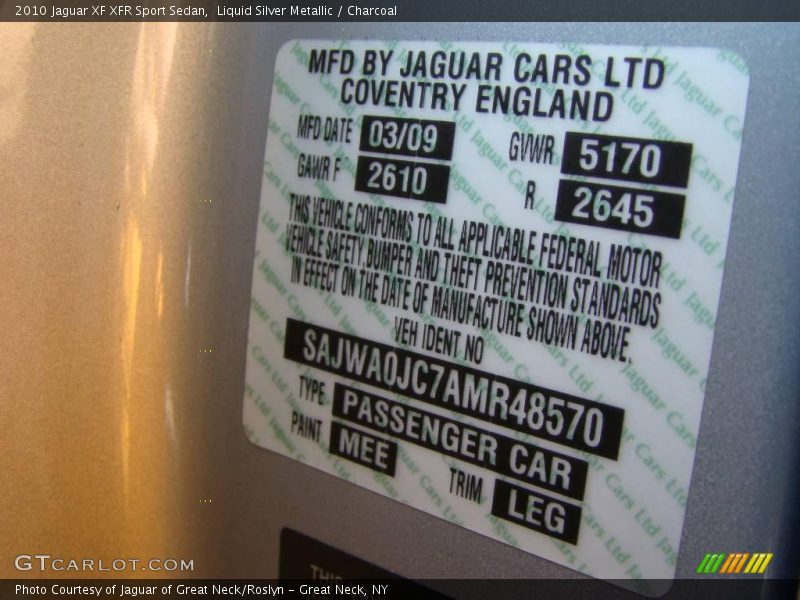 2010 Jaguar XF XFR Sport Sedan,  Liquid Silver Metallic / Charcoal
MFD BY JAGUAR CARS LTD
COVENTRY ENGLAND
MFD DATE 03/09 GVWR 5170
GAWR F 2610 R 2645
THIS VEHICLE CONFORMS TO ALL APPLICABLE FEDERAL MOTOR
VEHICLE SAFETY BUMPER AND THEFT PREVENTION STANDARDS
IN EFFECT ON THE DATE OF MANUFACTURE SHOWN ABOVE.
VEH IDENT NO
SAJWA0JC7AMR48570
TYPE PASSENGER CAR
PAINT MEE TRIM LEG
GTCARLOT.COM
Photo Courtesy of Jaguar of Great Neck/Roslyn – Great Neck, NY